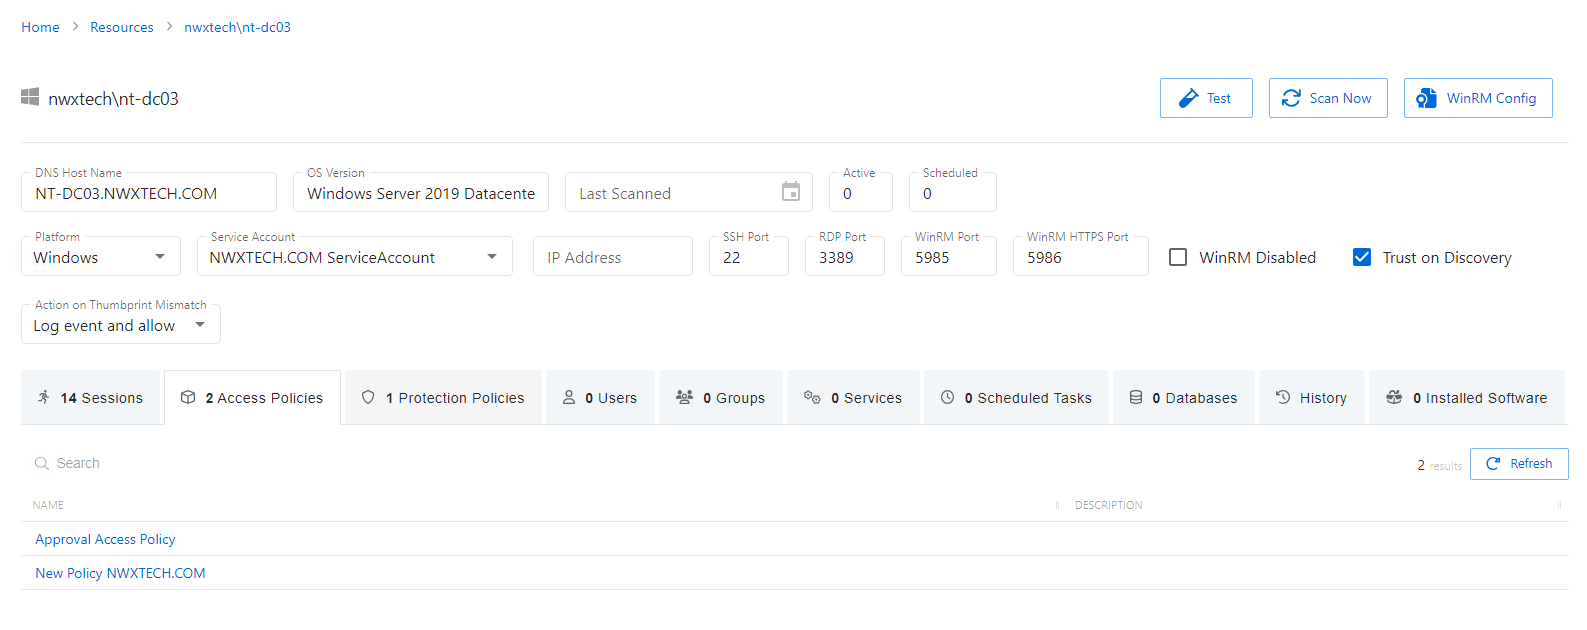 Home > Resources > nwxtech\nt-dc03
nwxtech\nt-dc03
Test
Scan Now
WinRM Config
DNS Host Name
NT-DC03.NWXTECH.COM
OS Version
Windows Server 2019 Datacente
Last Scanned
Active
0
Scheduled
0
Platform
Windows
Service Account
NWXTECH.COM ServiceAccount
IP Address
SSH Port
22
RDP Port
3389
WinRM Port
5985
WinRM HTTPS Port
5986
WinRM Disabled
Trust on Discovery
Action on Thumbprint Mismatch
Log event and allow
14 Sessions
2 Access Policies
1 Protection Policies
0 Users
0 Groups
0 Services
0 Scheduled Tasks
0 Databases
History
0 Installed Software
Search
2 results
Refresh
NAME
DESCRIPTION
Approval Access Policy
New Policy NWXTECH.COM